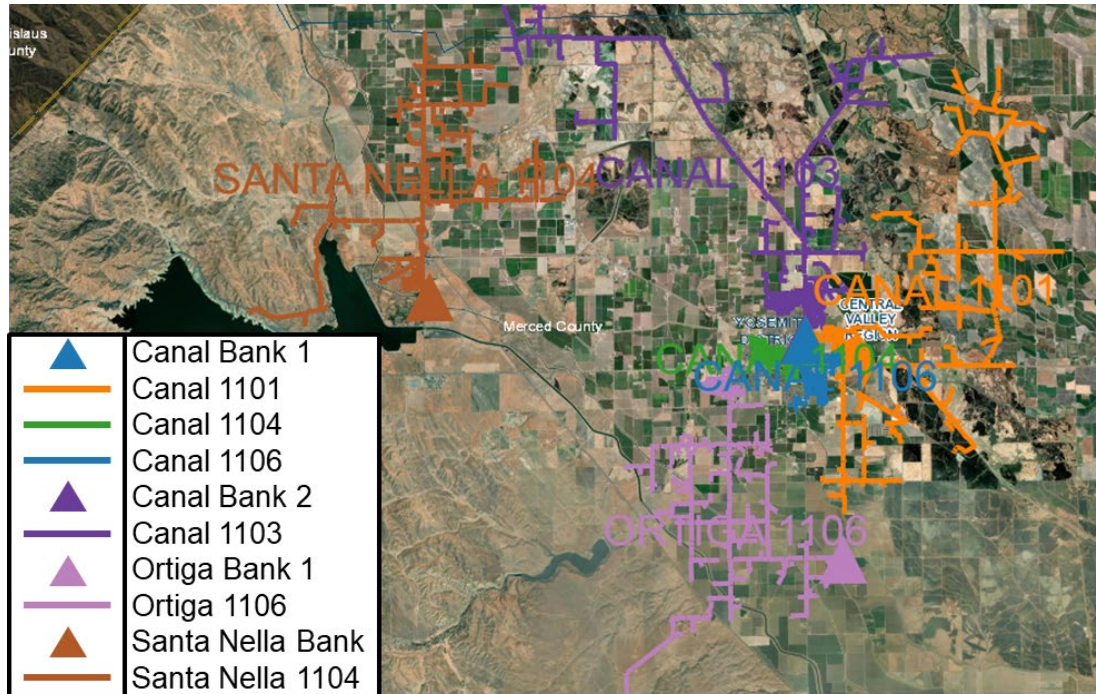 islaus
unty
SANTA NELLA 1104
CANAL 1103
CANAL 1101
CENTRAL
VALLEY
REGION
Merced County
CANAL 1104
CANAL 1106
ORTIGA 1106
Canal Bank 1
Canal 1101
Canal 1104
Canal 1106
Canal Bank 2
Canal 1103
Ortiga Bank 1
Ortiga 1106
Santa Nella Bank
Santa Nella 1104